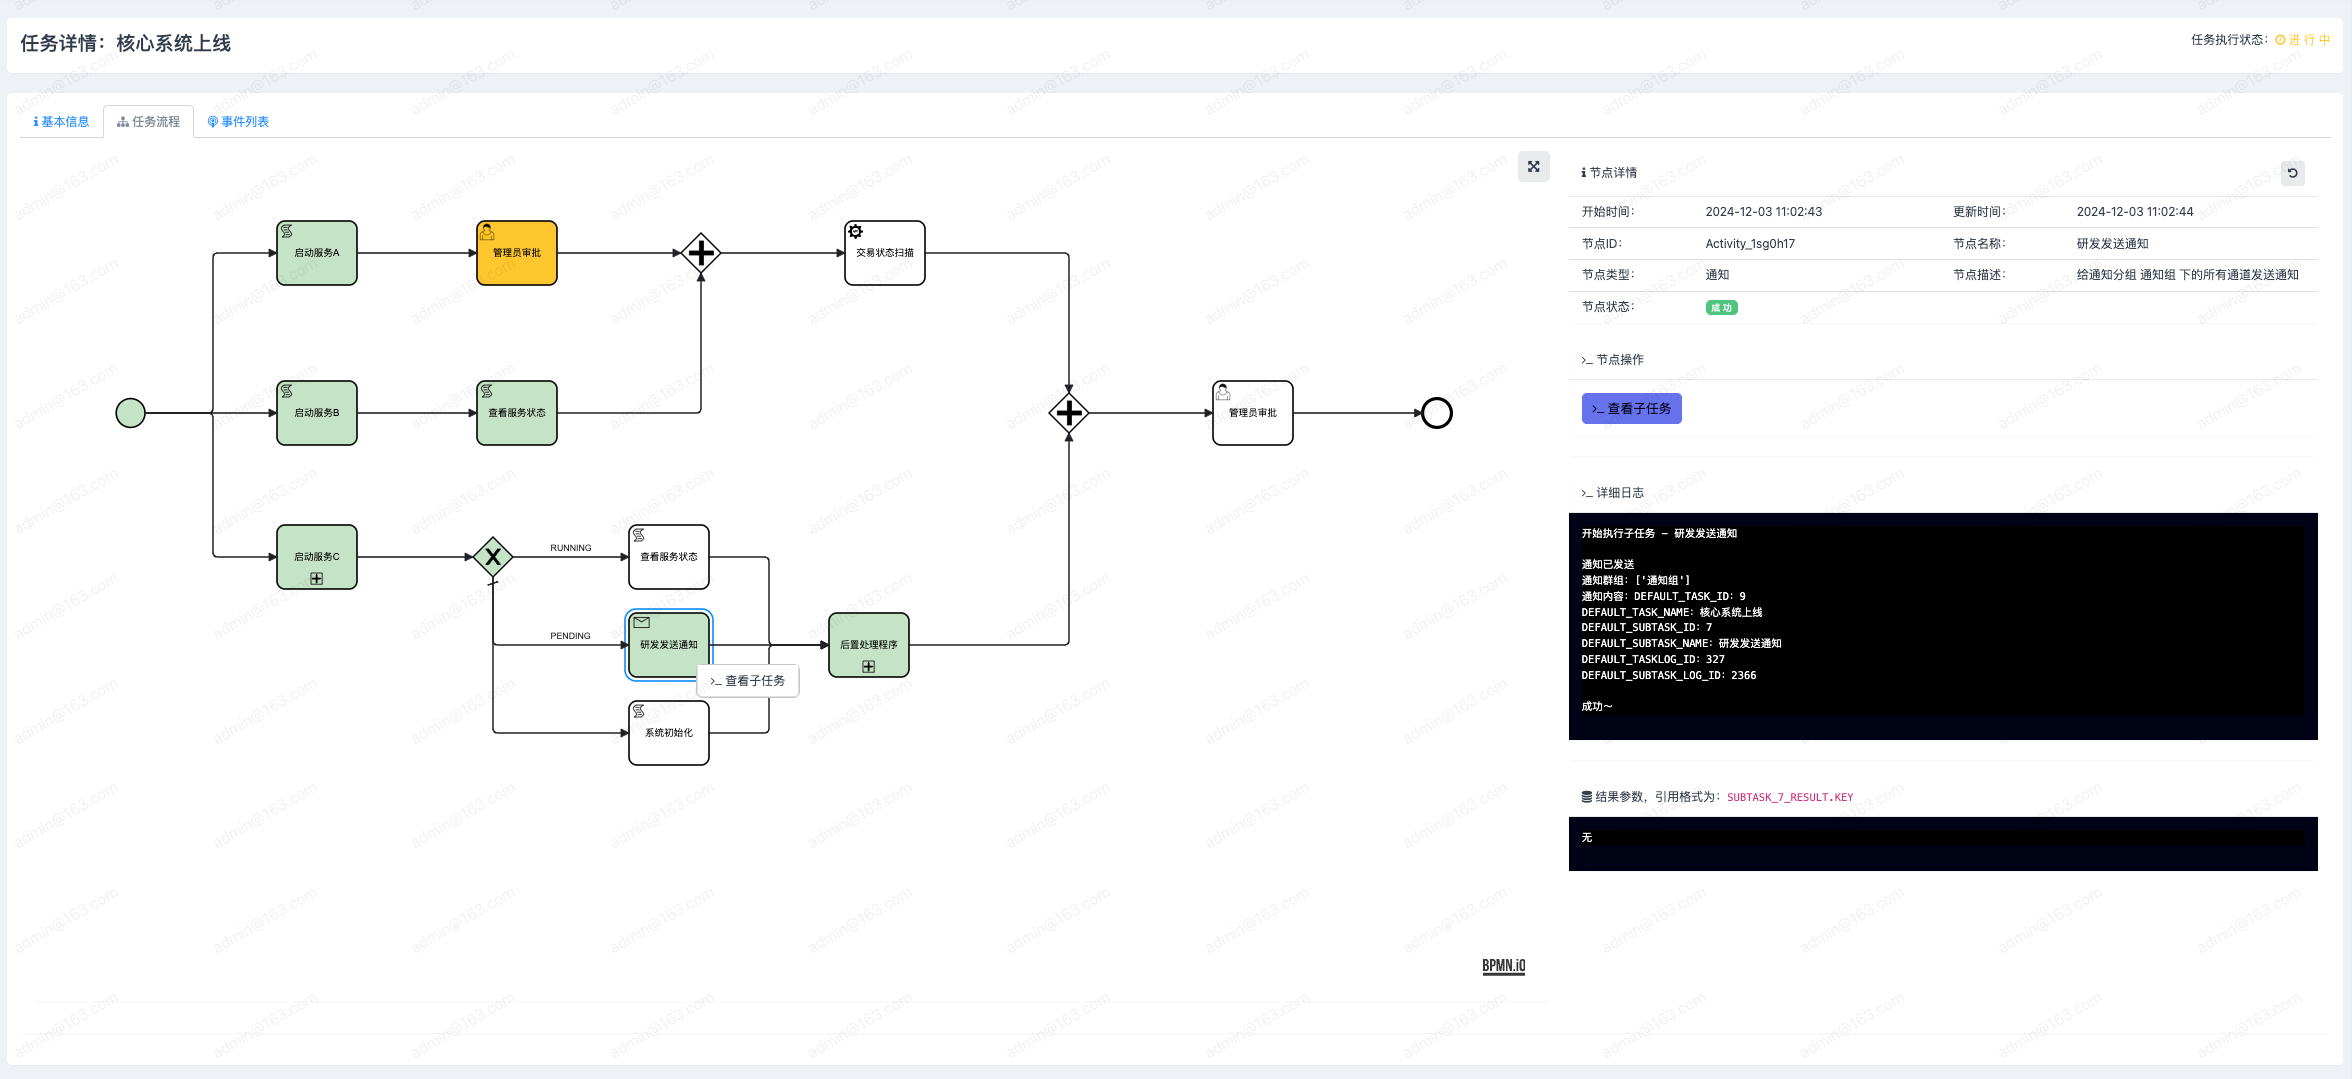 任务详情：核心系统上线
任务执行状态： 进 行 中
基本信息
任务流程
事件列表
启动服务A
管理员审批
交易状态扫描
启动服务B
查看服务状态
管理员审批
启动服务C
RUNNING
查看服务状态
PENDING
研发发送通知
后置处理程序
>_ 查看子任务
系统初始化
BPMN.iO
节点详情
开始时间： 2024-12-03 11:02:43 更新时间： 2024-12-03 11:02:44
节点ID： Activity_1sg0h17 节点名称： 研发发送通知
节点类型： 通知 节点描述： 给通知分组 通知组 下的所有通道发送通知
节点状态： 成 功
>_ 节点操作
>_ 查看子任务
>_ 详细日志
开始执行子任务 - 研发发送通知
通知已发送
通知群组：['通知组']
通知内容：DEFAULT_TASK_ID：9
DEFAULT_TASK_NAME：核心系统上线
DEFAULT_SUBTASK_ID：7
DEFAULT_SUBTASK_NAME：研发发送通知
DEFAULT_TASKLOG_ID：327
DEFAULT_SUBTASK_LOG_ID：2366
成功～
结果参数，引用格式为：SUBTASK_7_RESULT.KEY
无
admin@163.com